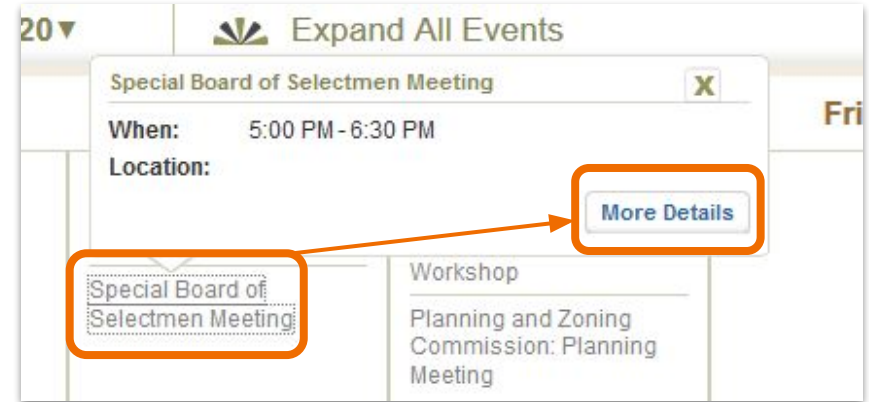 20▼ Expand All Events
Special Board of Selectmen Meeting X
Fri
When: 5:00 PM - 6:30 PM
Location:
More Details
Special Board of
Selectmen Meeting
Workshop
Planning and Zoning
Commission: Planning
Meeting